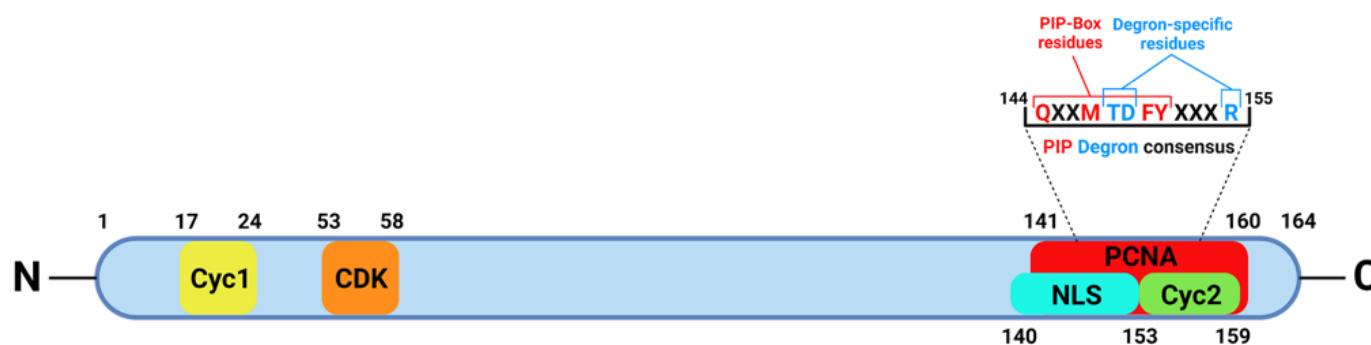 PIP-Box Degron-specific
residues residues
144 QXXM TD FY XXX R 155
PIP Degron consensus
1 17 24 53 58 141 160 164
N Cyc1 CDK PCNA C
NLS Cyc2
140 153 159